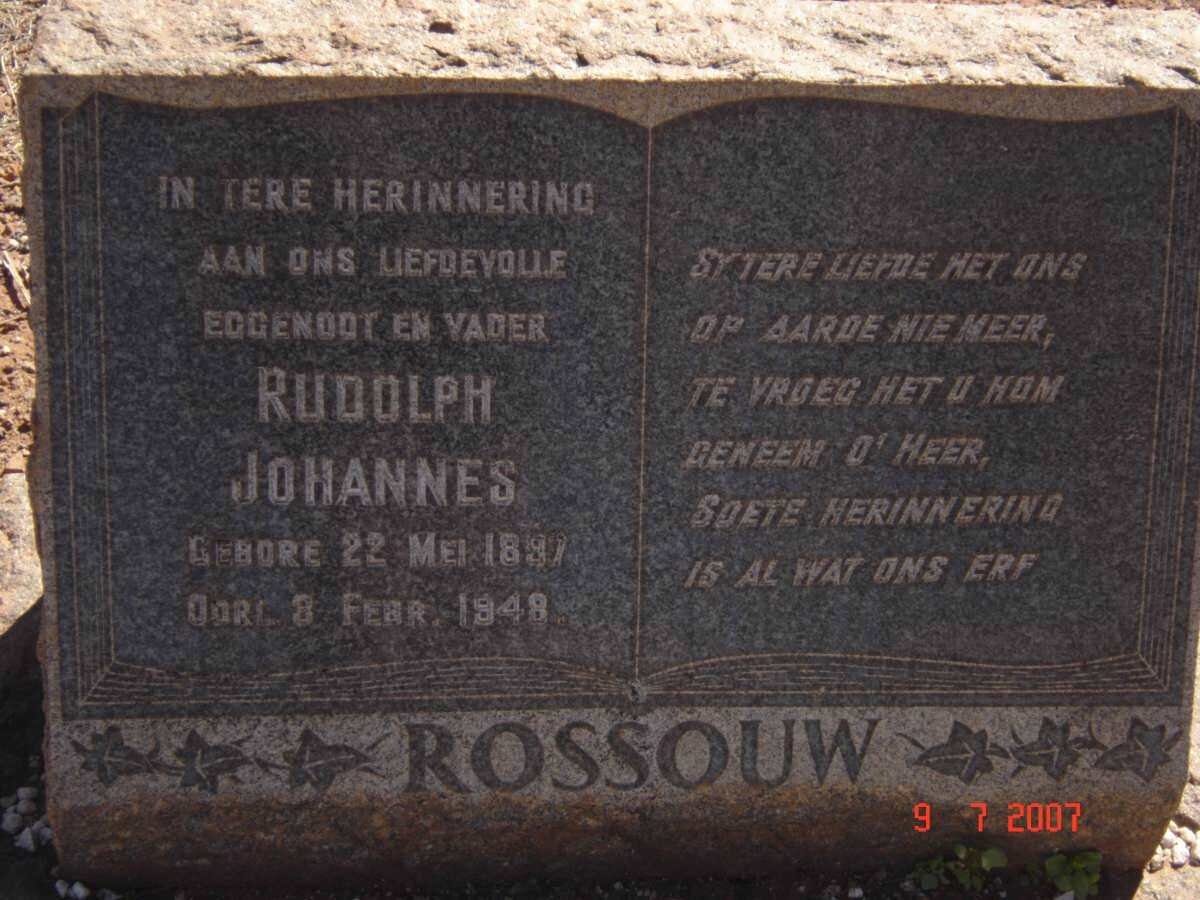 IN TERE HERINNERING
AAN ONS LIEFDEVOLLE
EGGENOOT EN VADER
RUDOLPH
JOHANNES
GEBORE 22 MEI 1897
OORL. 8 FEBR. 1948.
SY TERE LIEFDE HET ONS
OP AARDE NIE MEER,
TE VROEG HET U HOM
GENEEM O' HEER,
SOETE HERINNERING
IS AL WAT ONS ERF
ROSSOUW
9 7 2007